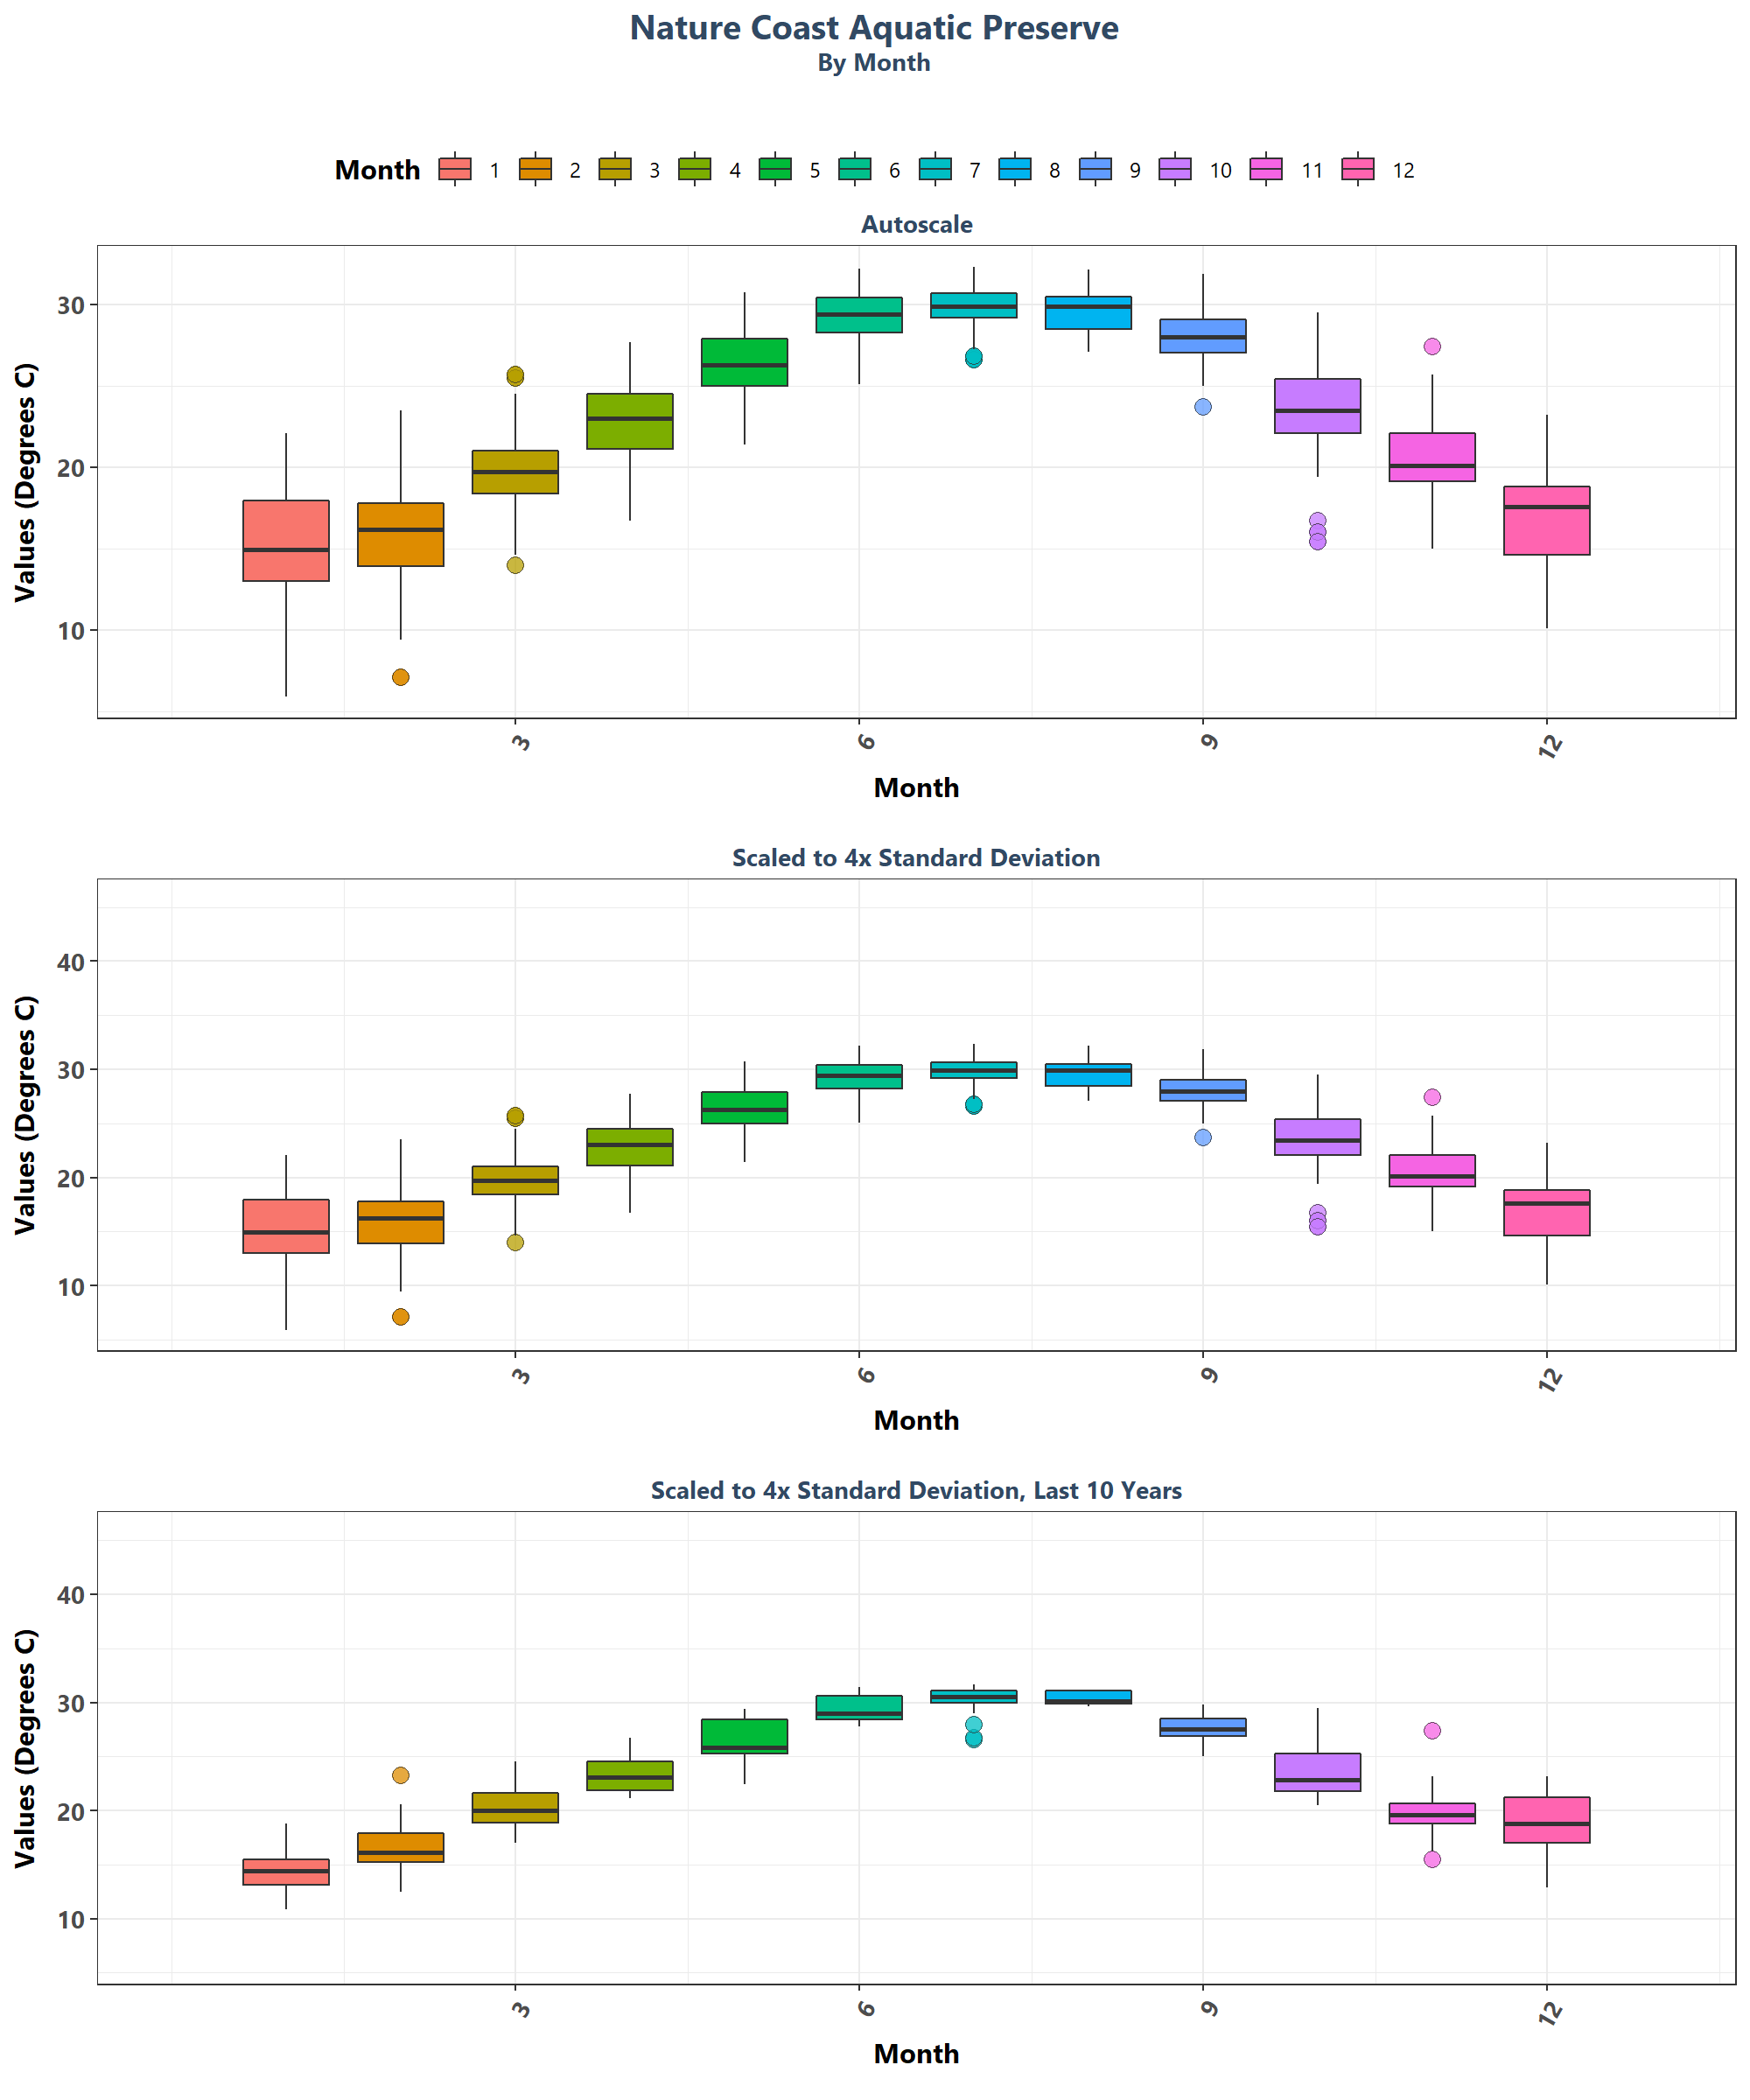 Nature Coast Aquatic Preserve
By Month
Month 1 2 3 4 5 6 7 8 9 10 11 12
Autoscale
Values (Degrees C)
30
20
10
3 6 9 12
Month
Scaled to 4x Standard Deviation
Values (Degrees C)
40
30
20
10
3 6 9 12
Month
Scaled to 4x Standard Deviation, Last 10 Years
Values (Degrees C)
40
30
20
10
3 6 9 12
Month